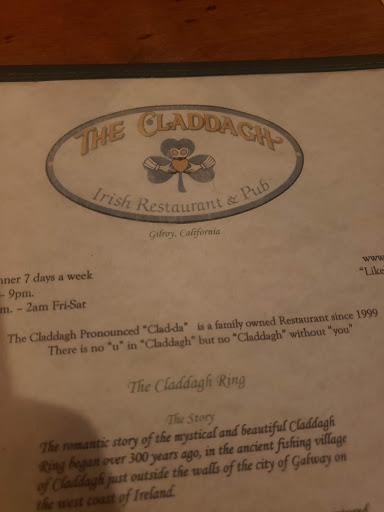 THE CLADDAGH
Irish Restaurant & Pub
Gilroy, California
nner 7 days a week
www
– 9pm.
"Like
m. – 2am Fri-Sat
The Claddagh Pronounced "Clad-da" is a family owned Restaurant since 1999
There is no "u" in "Claddagh" but no "Claddagh" without "you"
The Claddagh Ring
The Story
The romantic story of the mystical and beautiful Claddagh
Ring began over 300 years ago, in the ancient fishing village
of Claddagh just outside the walls of the city of Galway on
the west coast of Ireland.